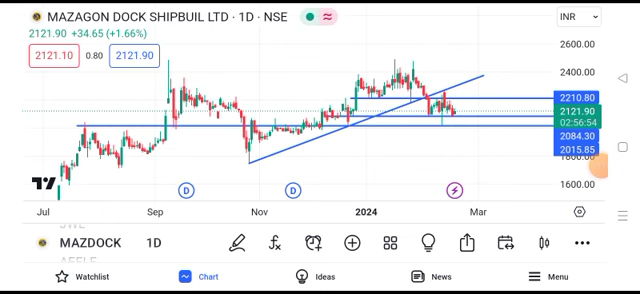 MAZAGON DOCK SHIPBUIL LTD · 1D · NSE
INR
2121.90 +34.65 (+1.66%)
2121.10 0.80 2121.90
2600.00
2400.00
2210.80
2121.90
02:56:54
2084.30
2015.85
1800.00
1600.00
D D
Jul Sep Nov 2024 Mar
MAZDOCK 1D
Watchlist Chart Ideas News Menu